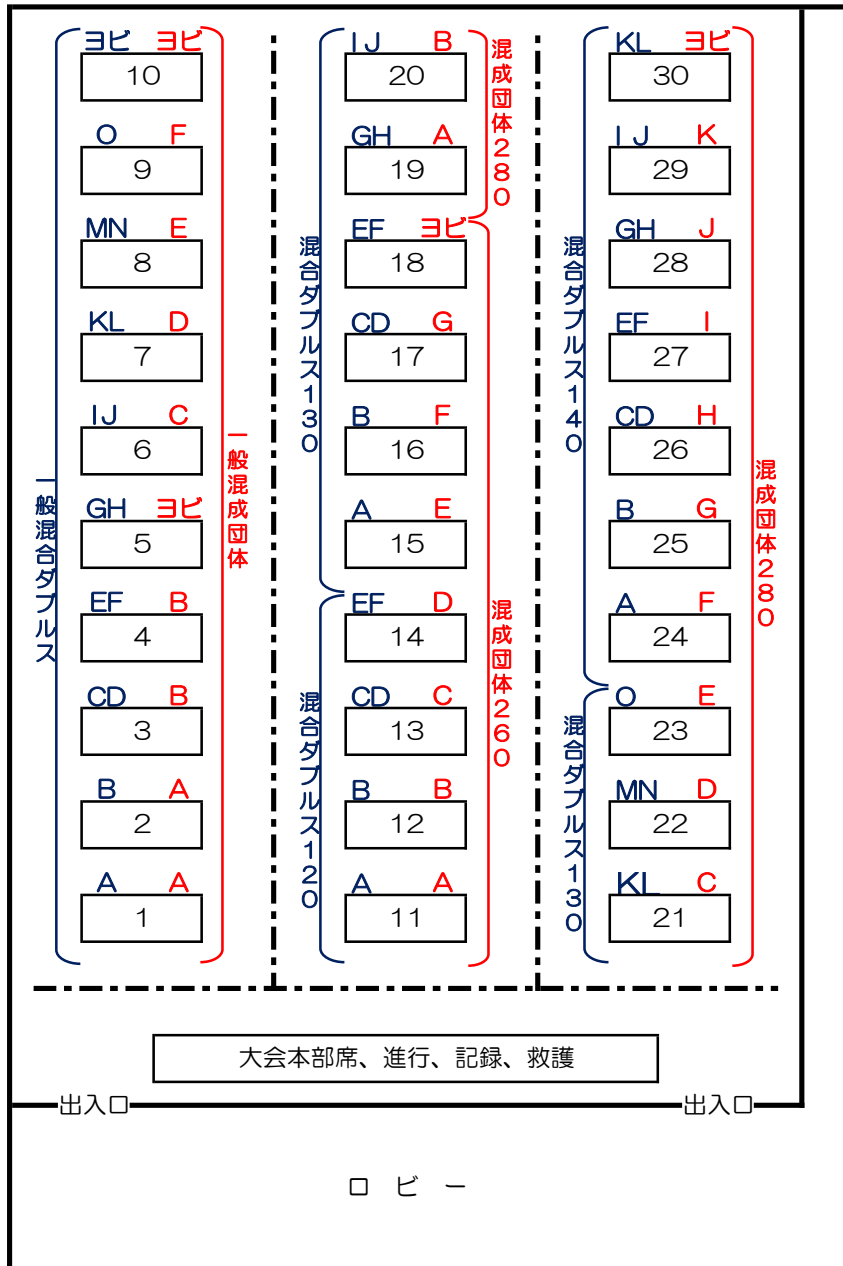 ヨビ ヨビ
10
O F
9
MN E
8
KL D
7
IJ C
6
GH ヨビ
5
EF B
4
CD B
3
B A
2
A A
1
一般混合ダブルス
一般混成団体
IJ B
20
GH A
19
EF ヨビ
18
CD G
17
B F
16
A E
15
EF D
14
CD C
13
B B
12
A A
11
混合ダブルス130
混合ダブルス120
混成団体280
混成団体260
KL ヨビ
30
IJ K
29
GH J
28
EF I
27
CD H
26
B G
25
A F
24
O E
23
MN D
22
KL C
21
混合ダブルス140
混合ダブルス130
混成団体280
大会本部席、進行、記録、救護
出入口 出入口
ロ ビ ー